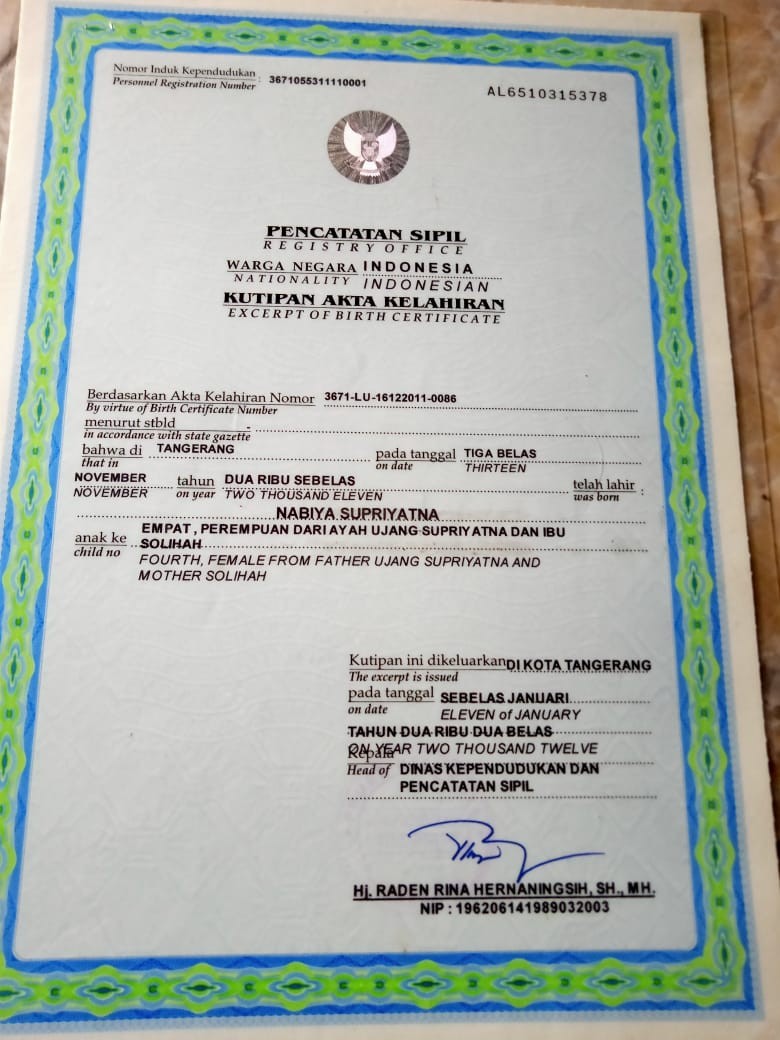 Nomor Induk Kependudukan : 3671055311110001
Personnel Registration Number
AL6510315378
PENCATATAN SIPIL
REGISTRY OFFICE
WARGA NEGARA INDONESIA
NATIONALITY INDONESIAN
KUTIPAN AKTA KELAHIRAN
EXCERPT OF BIRTH CERTIFICATE
Berdasarkan Akta Kelahiran Nomor 3671-LU-16122011-0086
By virtue of Birth Certificate Number
menurut stbld -
in accordance with state gazette
bahwa di TANGERANG pada tanggal TIGA BELAS
that in on date THIRTEEN
NOVEMBER tahun DUA RIBU SEBELAS telah lahir :
NOVEMBER on year TWO THOUSAND ELEVEN was born
NABIYA SUPRIYATNA
anak ke EMPAT, PEREMPUAN DARI AYAH UJANG SUPRIYATNA DAN IBU
SOLIHAH
child no FOURTH, FEMALE FROM FATHER UJANG SUPRIYATNA AND
MOTHER SOLIHAH
Kutipan ini dikeluarkan DI KOTA TANGERANG
The excerpt is issued
pada tanggal SEBELAS JANUARI
on date ELEVEN of JANUARY
TAHUN DUA RIBU DUA BELAS
ON YEAR TWO THOUSAND TWELVE
Kepala
Head of DINAS KEPENDUDUKAN DAN
PENCATATAN SIPIL
Hj. RADEN RINA HERNANINGSIH, SH., MH.
NIP : 196206141989032003